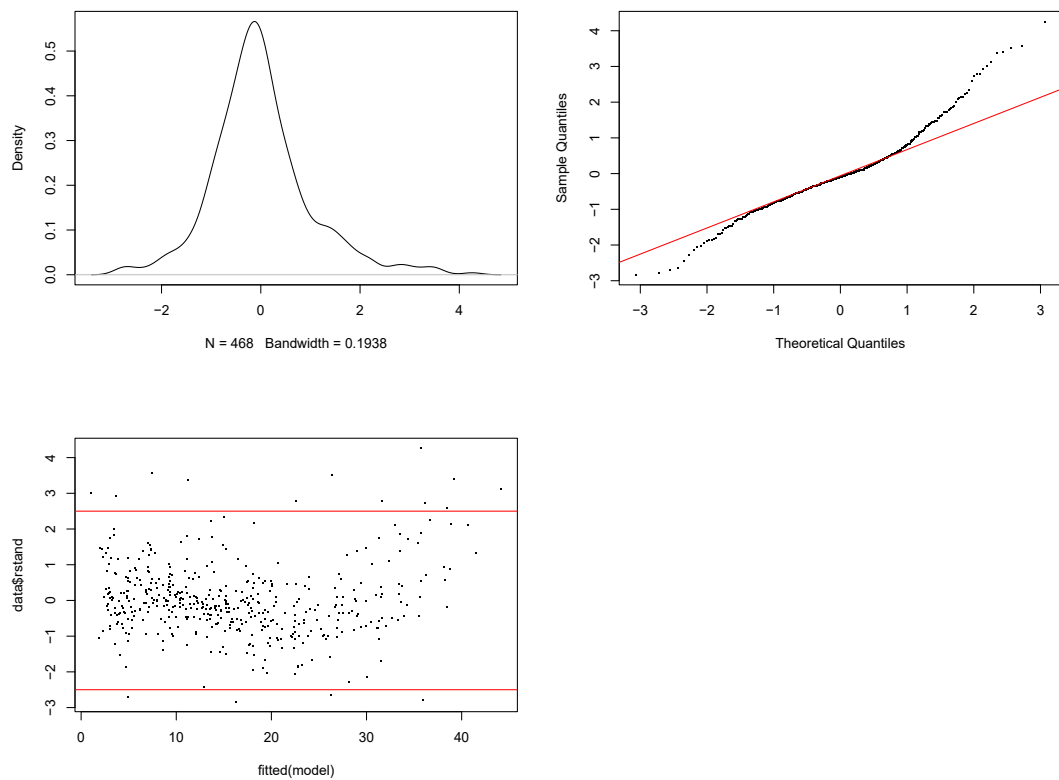 Density
0.5
0.4
0.3
0.2
0.1
0.0
−2 0 2 4
N = 468 Bandwidth = 0.1938
Sample Quantiles
4
3
2
1
0
−1
−2
−3
−3 −2 −1 0 1 2 3
Theoretical Quantiles
data$rstand
4
3
2
1
0
−1
−2
−3
0 10 20 30 40
fitted(model)